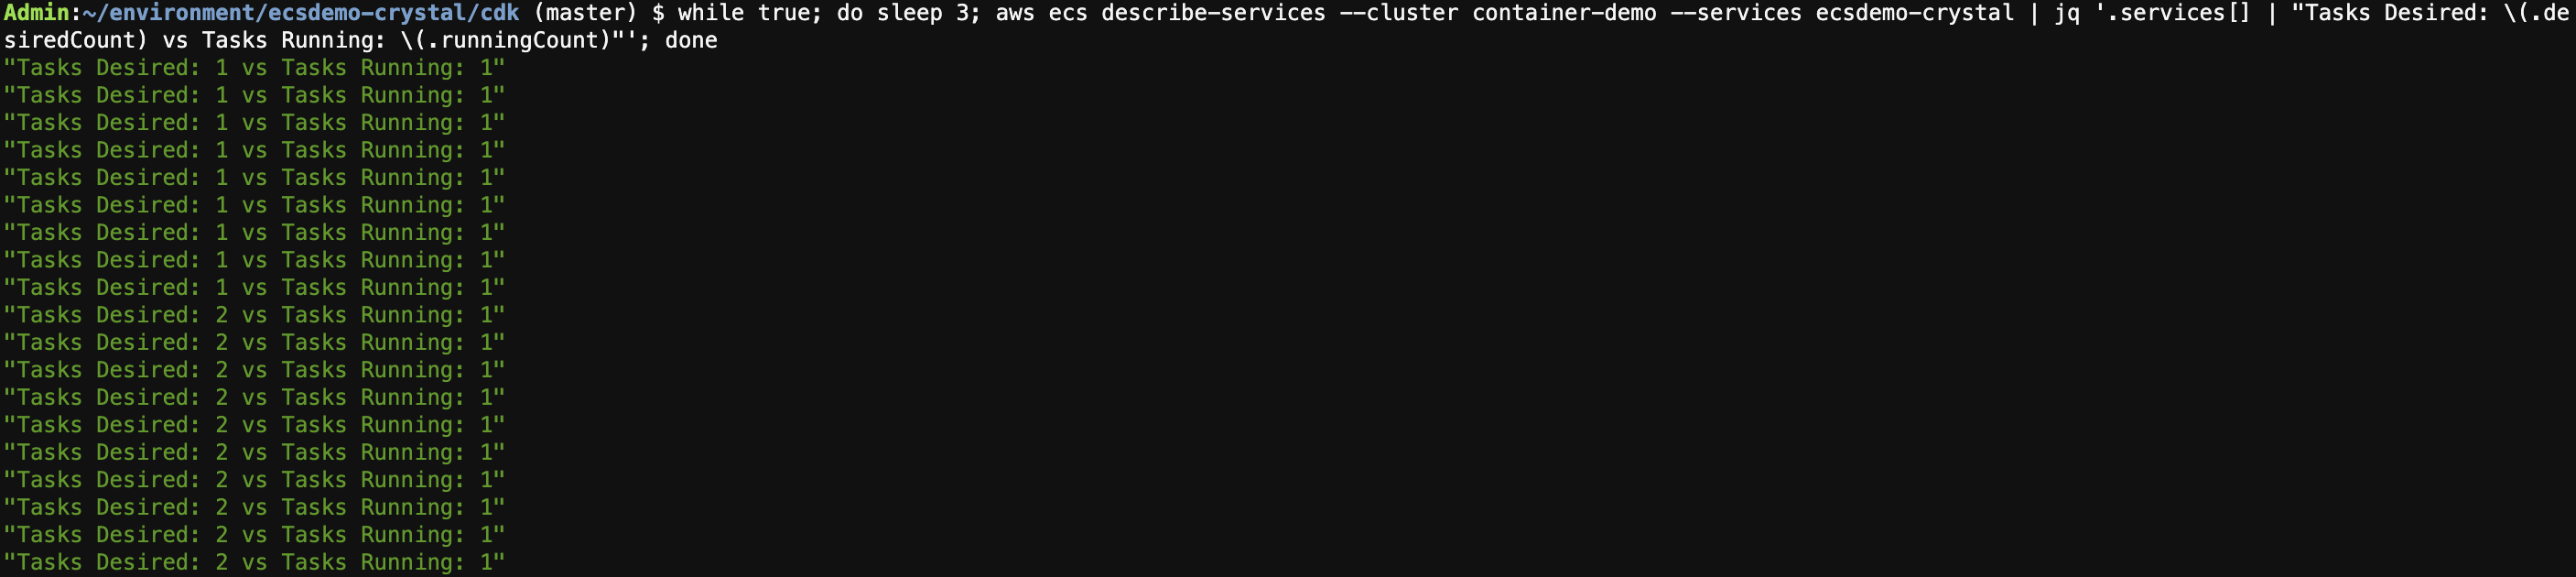 Admin:~/environment/ecsdemo-crystal/cdk (master) $ while true; do sleep 3; aws ecs describe-services --cluster container-demo --services ecsdemo-crystal | jq '.services[] | "Tasks Desired: \(.de
siredCount) vs Tasks Running: \(.runningCount)"'; done
"Tasks Desired: 1 vs Tasks Running: 1"
"Tasks Desired: 1 vs Tasks Running: 1"
"Tasks Desired: 1 vs Tasks Running: 1"
"Tasks Desired: 1 vs Tasks Running: 1"
"Tasks Desired: 1 vs Tasks Running: 1"
"Tasks Desired: 1 vs Tasks Running: 1"
"Tasks Desired: 1 vs Tasks Running: 1"
"Tasks Desired: 1 vs Tasks Running: 1"
"Tasks Desired: 1 vs Tasks Running: 1"
"Tasks Desired: 2 vs Tasks Running: 1"
"Tasks Desired: 2 vs Tasks Running: 1"
"Tasks Desired: 2 vs Tasks Running: 1"
"Tasks Desired: 2 vs Tasks Running: 1"
"Tasks Desired: 2 vs Tasks Running: 1"
"Tasks Desired: 2 vs Tasks Running: 1"
"Tasks Desired: 2 vs Tasks Running: 1"
"Tasks Desired: 2 vs Tasks Running: 1"
"Tasks Desired: 2 vs Tasks Running: 1"
"Tasks Desired: 2 vs Tasks Running: 1"